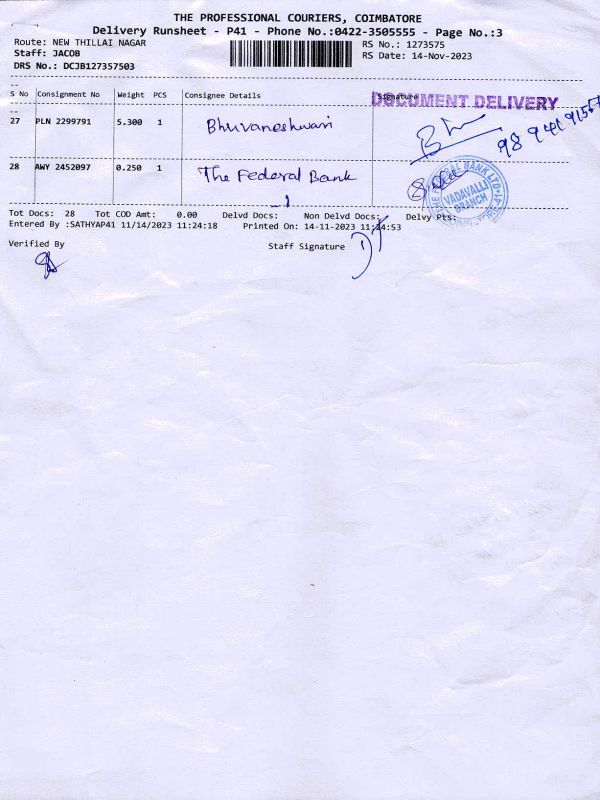 THE PROFESSIONAL COURIERS, COIMBATORE
Delivery Runsheet - P41 - Phone No.:0422-3505555 - Page No.:3
Route: NEW THILLAI NAGAR
RS No.: 1273575
Staff: JACOB
RS Date: 14-Nov-2023
DRS No.: DCJB127357503
S No Consignment No Weight PCS Consignee Details Signature
DOCUMENT DELIVERY
27 PLN 2299791 5.300 1 Bhuvaneshwari
28 AWY 2452097 0.250 1 The Federal Bank
VADAVALLI
BRANCH
Tot Docs: 28 Tot COD Amt: 0.00 Delvd Docs: Non Delvd Docs: Delvy Pts:
Entered By :SATHYAP41 11/14/2023 11:24:18 Printed On: 14-11-2023
Verified By
Staff Signature